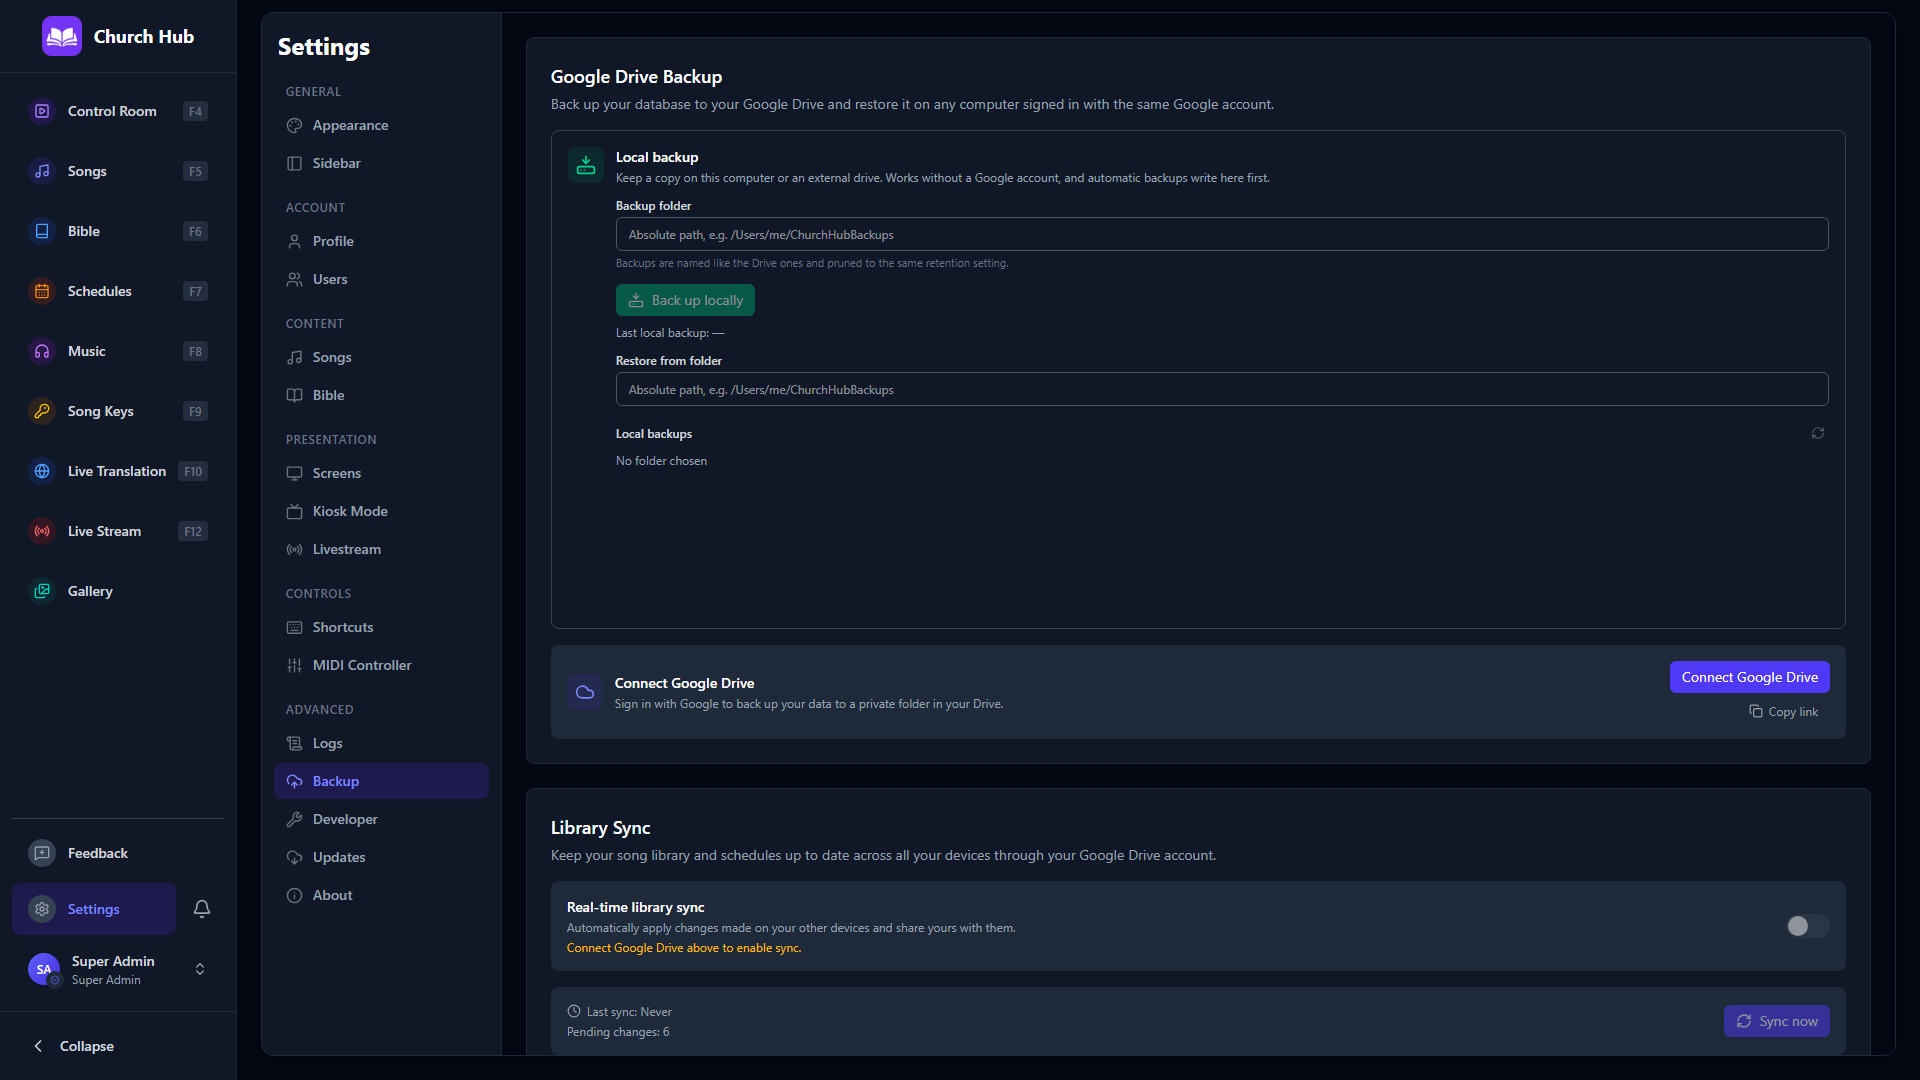 Church Hub
Control Room F4
Songs F5
Bible F6
Schedules F7
Music F8
Song Keys F9
Live Translation F10
Live Stream F12
Gallery
Feedback
Settings
SA
Super Admin
Super Admin
Collapse
Settings
GENERAL
Appearance
Sidebar
ACCOUNT
Profile
Users
CONTENT
Songs
Bible
PRESENTATION
Screens
Kiosk Mode
Livestream
CONTROLS
Shortcuts
MIDI Controller
ADVANCED
Logs
Backup
Developer
Updates
About
Google Drive Backup
Back up your database to your Google Drive and restore it on any computer signed in with the same Google account.
Local backup
Keep a copy on this computer or an external drive. Works without a Google account, and automatic backups write here first.
Backup folder
Absolute path, e.g. /Users/me/ChurchHubBackups
Backups are named like the Drive ones and pruned to the same retention setting.
Back up locally
Last local backup: —
Restore from folder
Absolute path, e.g. /Users/me/ChurchHubBackups
Local backups
No folder chosen
Connect Google Drive
Sign in with Google to back up your data to a private folder in your Drive.
Connect Google Drive
Copy link
Library Sync
Keep your song library and schedules up to date across all your devices through your Google Drive account.
Real-time library sync
Automatically apply changes made on your other devices and share yours with them.
Connect Google Drive above to enable sync.
Last sync: Never
Pending changes: 6
Sync now